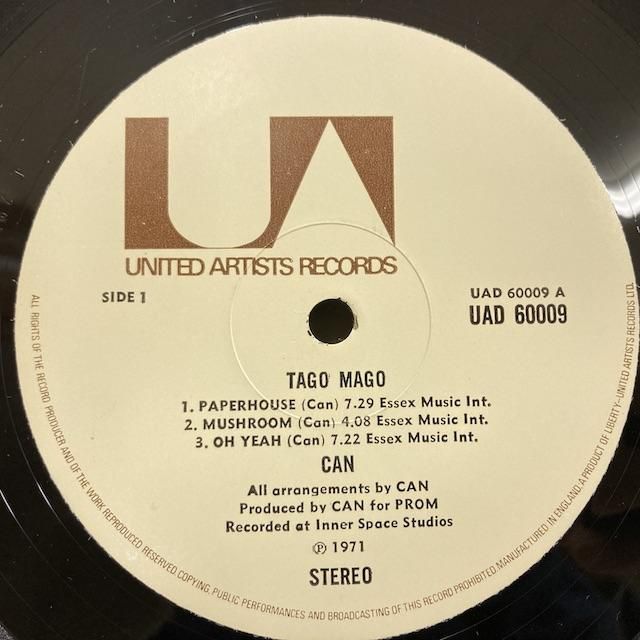 UA
UNITED ARTISTS RECORDS
SIDE 1
UAD 60009 A
UAD 60009
TAGO MAGO
1. PAPERHOUSE (Can) 7.29 Essex Music Int.
2. MUSHROOM (Can) 4.08 Essex Music Int.
3. OH YEAH (Can) 7.22 Essex Music Int.
CAN
All arrangements by CAN
Produced by CAN for PROM
Recorded at Inner Space Studios
Ⓟ 1971
STEREO
ALL RIGHTS OF THE RECORD PRODUCER AND OF THE WORK REPRODUCED RESERVED. COPYING, PUBLIC PERFORMANCES AND BROADCASTING OF THIS RECORD PROHIBITED. MANUFACTURED IN ENGLAND. A PRODUCT OF LIBERTY-UNITED ARTISTS RECORDS LTD.